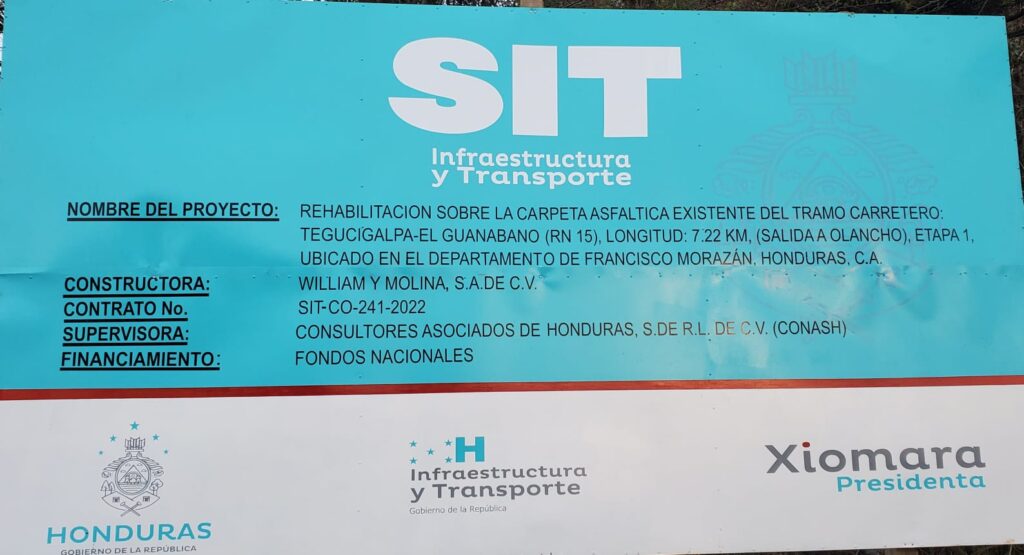 SIT
Infraestructura
y Transporte
NOMBRE DEL PROYECTO: REHABILITACION SOBRE LA CARPETA ASFALTICA EXISTENTE DEL TRAMO CARRETERO:
TEGUCIGALPA-EL GUANABANO (RN 15), LONGITUD: 7.22 KM, (SALIDA A OLANCHO), ETAPA 1,
UBICADO EN EL DEPARTAMENTO DE FRANCISCO MORAZÁN, HONDURAS, C.A.
CONSTRUCTORA: WILLIAM Y MOLINA, S.A.DE C.V.
CONTRATO No. SIT-CO-241-2022
SUPERVISORA: CONSULTORES ASOCIADOS DE HONDURAS, S.DE R.L. DE C.V. (CONASH)
FINANCIAMIENTO: FONDOS NACIONALES
HONDURAS
GOBIERNO DE LA REPÚBLICA
H
Infraestructura
y Transporte
Gobierno de la República
Xiomara
Presidenta